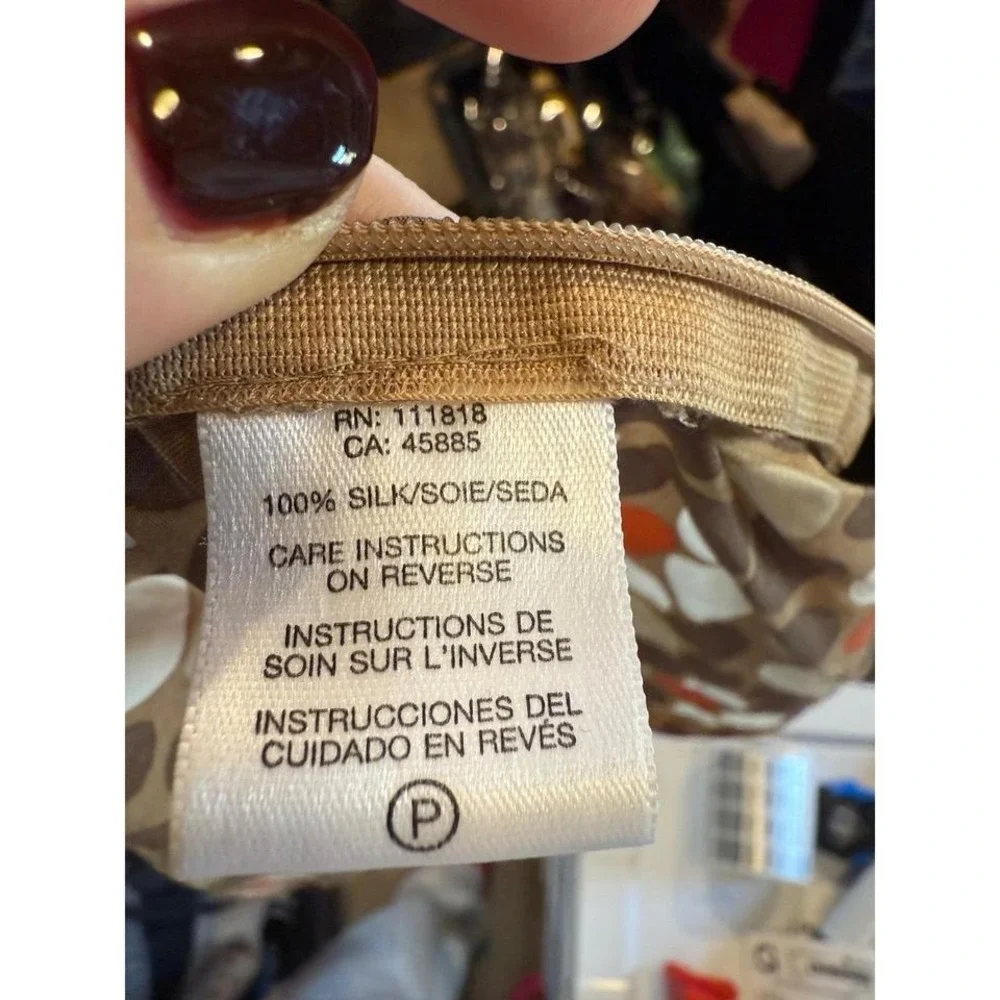 RN: 111818
CA: 45885
100% SILK/SOIE/SEDA
CARE INSTRUCTIONS
ON REVERSE
INSTRUCTIONS DE
SOIN SUR L'INVERSE
INSTRUCCIONES DEL
CUIDADO EN REVÉS
P
G